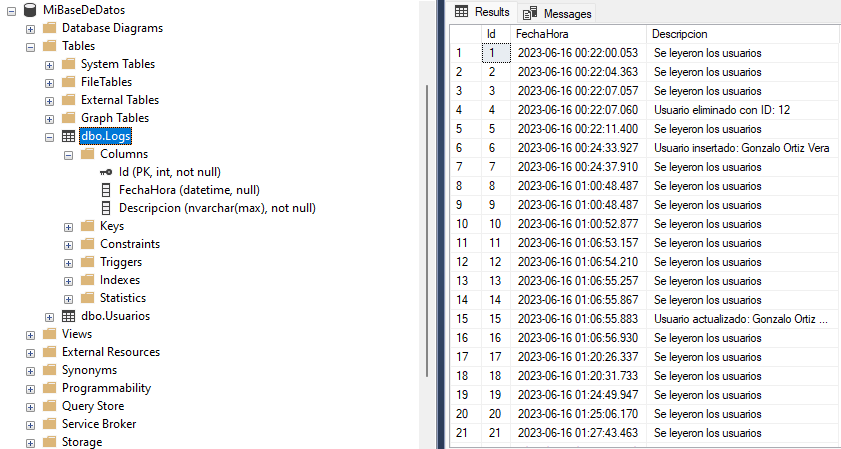 MiBaseDeDatos
Database Diagrams
Tables
System Tables
FileTables
External Tables
Graph Tables
dbo.Logs
Columns
Id (PK, int, not null)
FechaHora (datetime, null)
Descripcion (nvarchar(max), not null)
Keys
Constraints
Triggers
Indexes
Statistics
dbo.Usuarios
Views
External Resources
Synonyms
Programmability
Query Store
Service Broker
Storage
Results Messages
Id FechaHora Descripcion
1 1 2023-06-16 00:22:00.053 Se leyeron los usuarios
2 2 2023-06-16 00:22:04.363 Se leyeron los usuarios
3 3 2023-06-16 00:22:07.057 Se leyeron los usuarios
4 4 2023-06-16 00:22:07.060 Usuario eliminado con ID: 12
5 5 2023-06-16 00:22:11.400 Se leyeron los usuarios
6 6 2023-06-16 00:24:33.927 Usuario insertado: Gonzalo Ortiz Vera
7 7 2023-06-16 00:24:37.910 Se leyeron los usuarios
8 8 2023-06-16 01:00:48.487 Se leyeron los usuarios
9 9 2023-06-16 01:00:48.487 Se leyeron los usuarios
10 10 2023-06-16 01:00:52.877 Se leyeron los usuarios
11 11 2023-06-16 01:06:53.157 Se leyeron los usuarios
12 12 2023-06-16 01:06:54.210 Se leyeron los usuarios
13 13 2023-06-16 01:06:55.257 Se leyeron los usuarios
14 14 2023-06-16 01:06:55.867 Se leyeron los usuarios
15 15 2023-06-16 01:06:55.883 Usuario actualizado: Gonzalo Ortiz ...
16 16 2023-06-16 01:06:56.930 Se leyeron los usuarios
17 17 2023-06-16 01:20:26.337 Se leyeron los usuarios
18 18 2023-06-16 01:20:31.733 Se leyeron los usuarios
19 19 2023-06-16 01:24:49.947 Se leyeron los usuarios
20 20 2023-06-16 01:25:06.170 Se leyeron los usuarios
21 21 2023-06-16 01:27:43.463 Se leyeron los usuarios